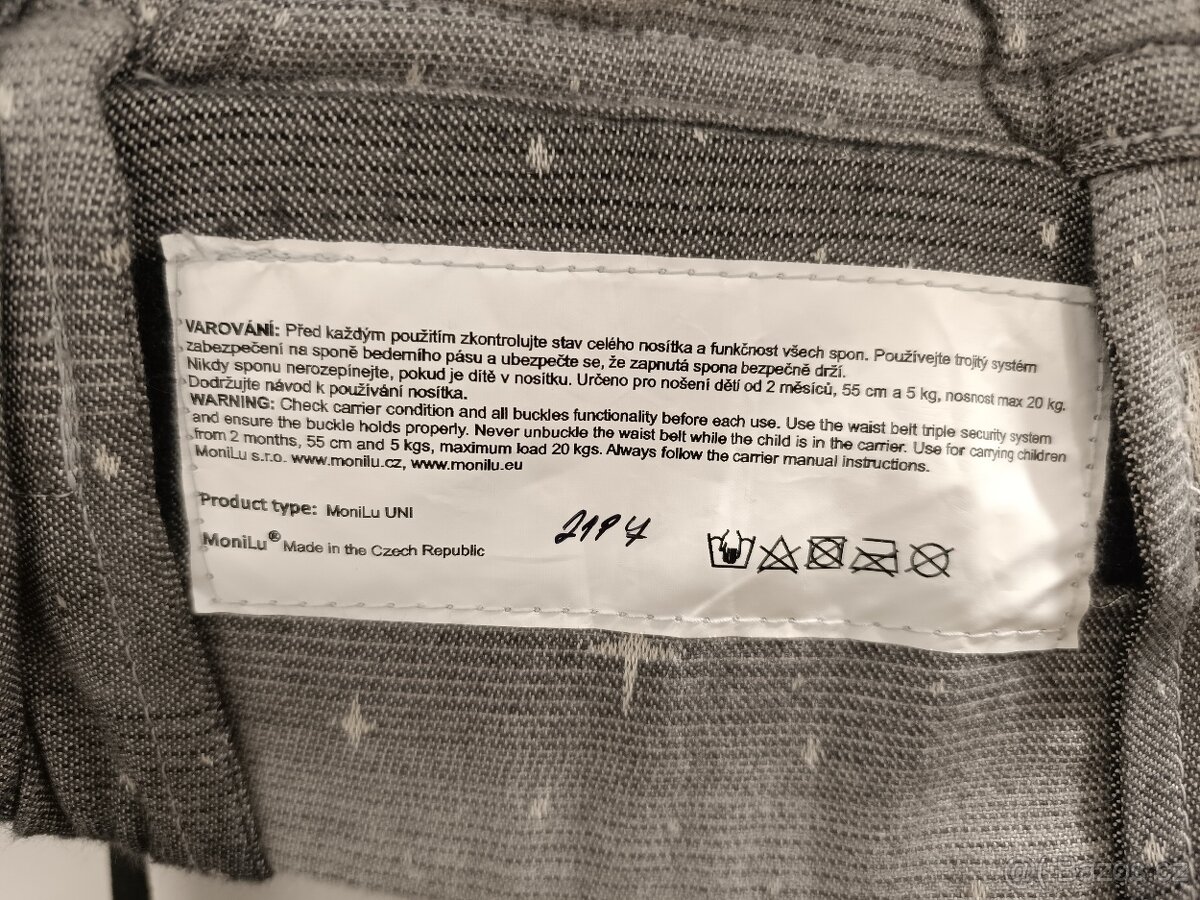 VAROVÁNÍ: Před každým použitím zkontrolujte stav celého nosítka a funkčnost všech spon. Používejte trojitý systém
zabezpečení na sponě bederního pásu a ubezpečte se, že zapnutá spona bezpečně drží.
Nikdy sponu nerozepínejte, pokud je dítě v nosítku. Určeno pro nošení dětí od 2 měsíců, 55 cm a 5 kg, nosnost max 20 kg.
Dodržujte návod k používání nosítka.
WARNING: Check carrier condition and all buckles functionality before each use. Use the waist belt triple security system
and ensure the buckle holds properly. Never unbuckle the waist belt while the child is in the carrier. Use for carrying children
from 2 months, 55 cm and 5 kgs, maximum load 20 kgs. Always follow the carrier manual instructions.
MoniLu s.r.o. www.monilu.cz, www.monilu.eu
Product type: MoniLu UNI
MoniLu® Made in the Czech Republic
Bazoš.cz